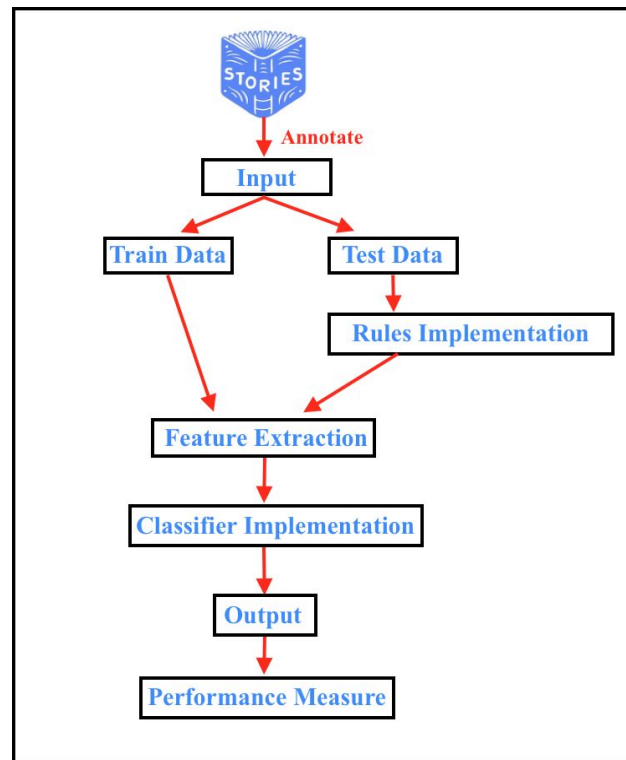 STORIES
Annotate
Input
Train Data
Test Data
Rules Implementation
Feature Extraction
Classifier Implementation
Output
Performance Measure